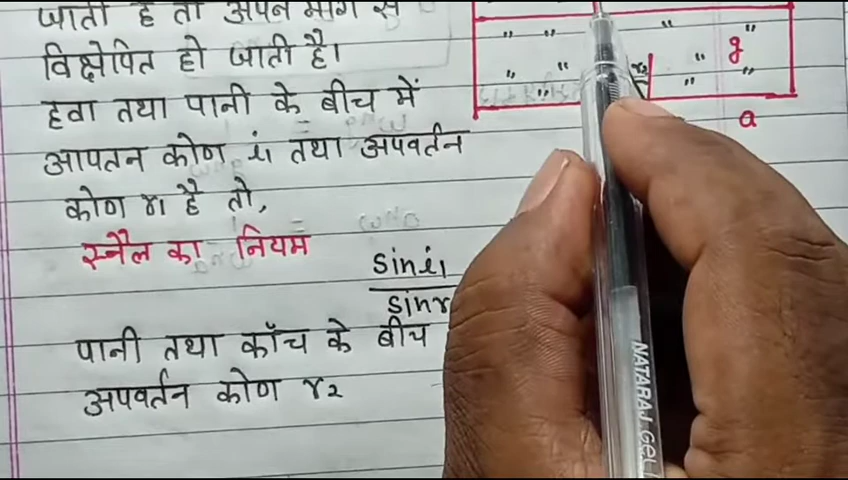 जाती है तो अपने मार्ग से
विक्षेपित हो जाती है।
हवा तथा पानी के बीच में
आपतन कोण i₁ तथा अपवर्तन
कोण r₁ है तो,
स्नैल का नियम
sin i₁
sin r
पानी तथा काँच के बीच
अपवर्तन कोण r₂
g
a
NATARAJ GEL